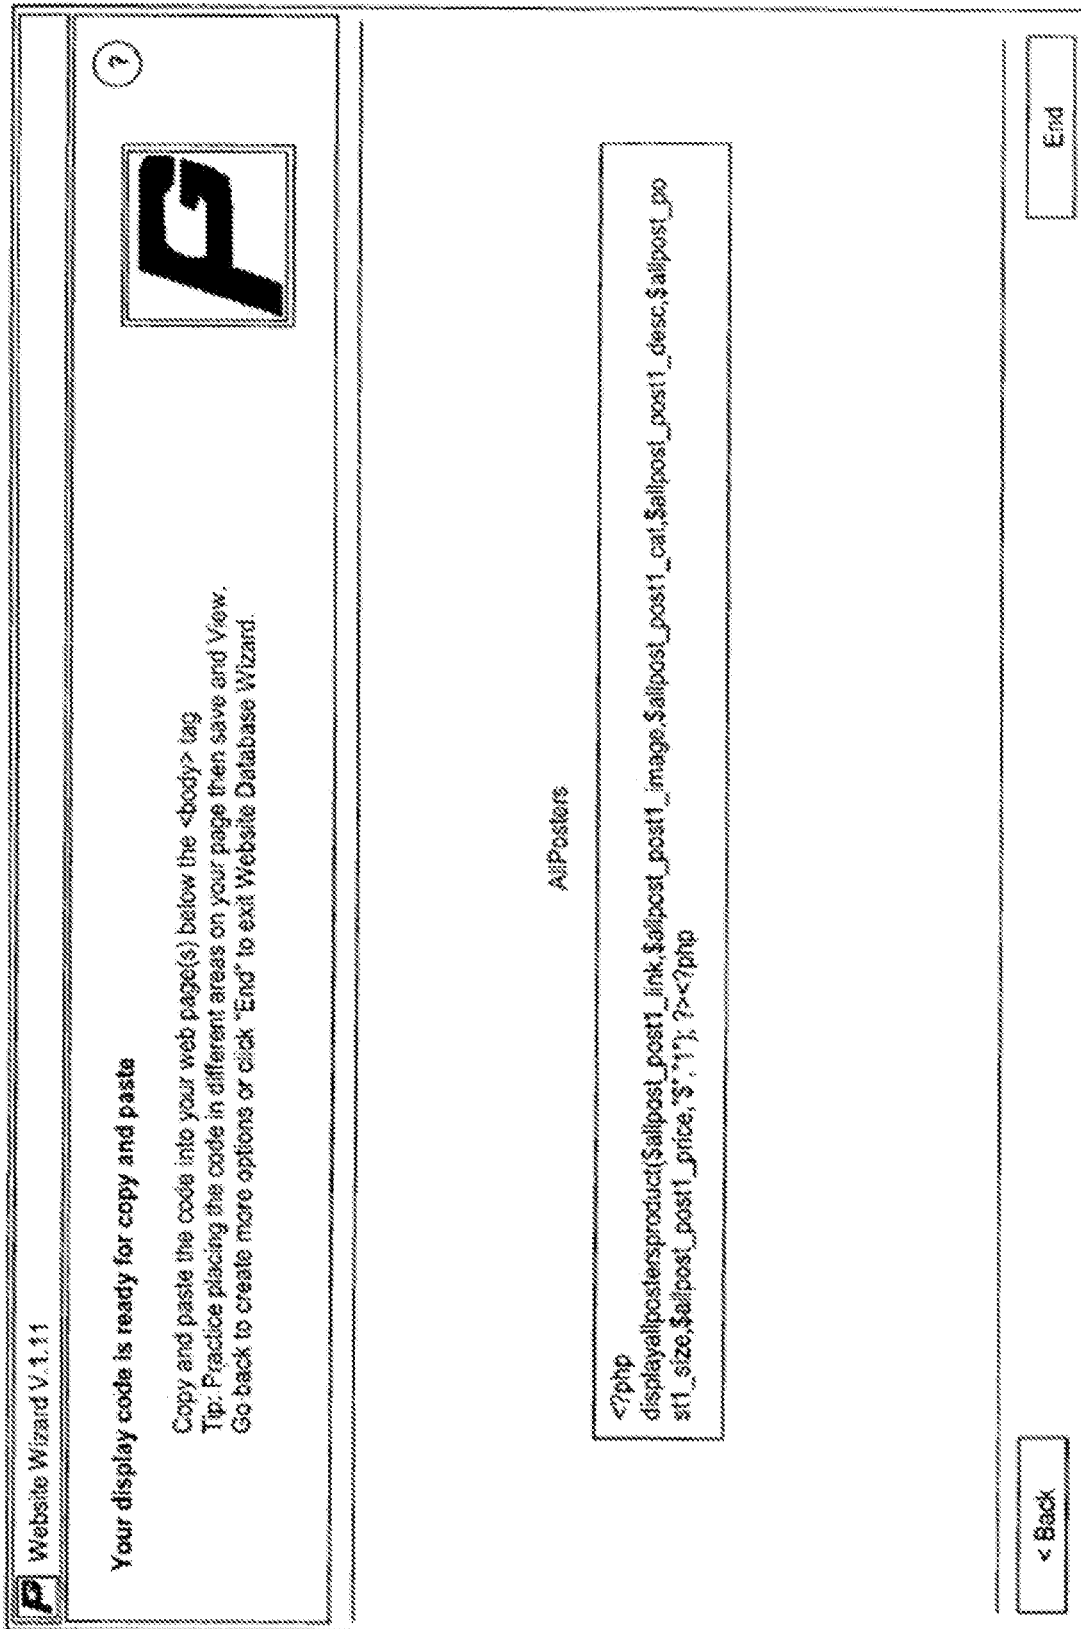 Website Wizard V.1.11
Your display code is ready for copy and paste
?
Copy and paste the code into your web page(s) below the <body> tag
Tip: Practice placing the code in different areas on your page then save and View.
Go back to create more options or click "End" to exit Website Database Wizard.
AllPosters
<?php
displayallpostersproduct($allpost_post1_link,$allpost_post1_image,$allpost_post1_cat,$allpost_post1_desc,$allpost_po
st1_size,$allpost_post1_price,"$","1"); ?><?php
< Back
End